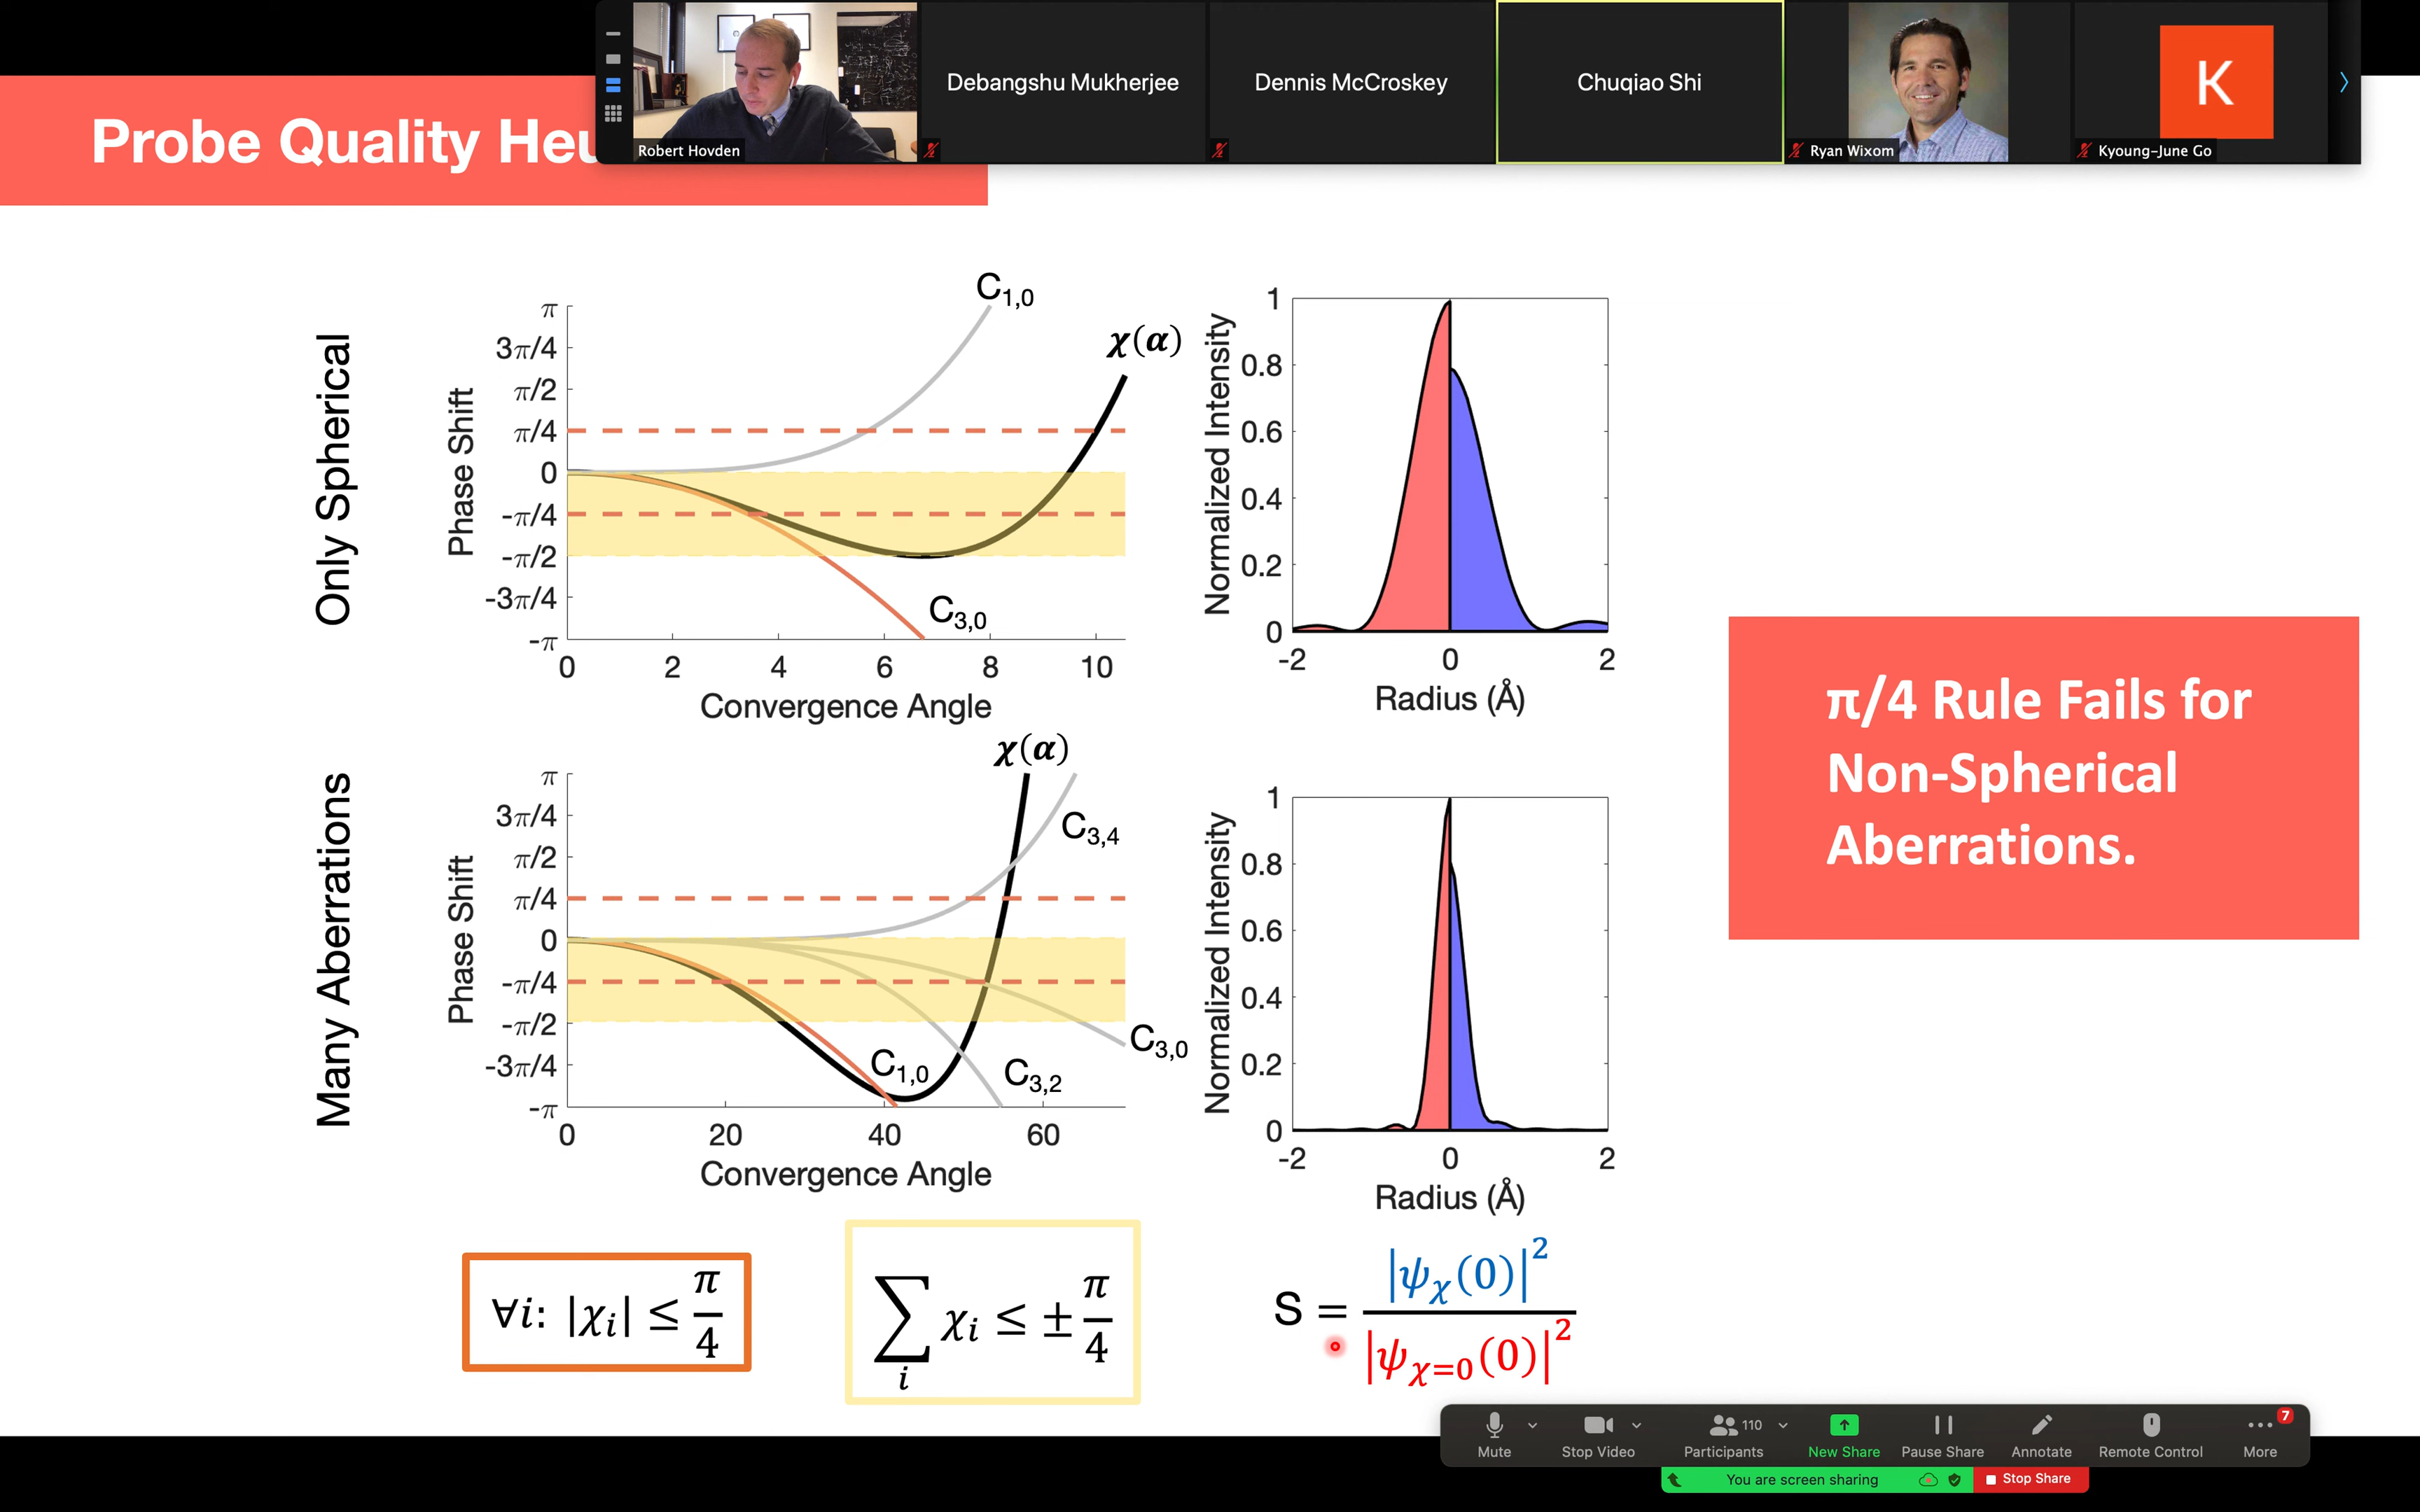 Robert Hovden
Debangshu Mukherjee
Dennis McCroskey
Chuqiao Shi
Ryan Wixom
K
Kyoung-June Go
Probe Quality Heu
Only Spherical
Phase Shift
π
3π/4
π/2
π/4
0
-π/4
-π/2
-3π/4
-π
C1,0
χ(α)
C3,0
0 2 4 6 8 10
Convergence Angle
Normalized Intensity
1
0.8
0.6
0.4
0.2
0
-2 0 2
Radius (Å)
Many Aberrations
Phase Shift
π
3π/4
π/2
π/4
0
-π/4
-π/2
-3π/4
-π
χ(α)
C3,4
C3,0
C1,0
C3,2
0 20 40 60
Convergence Angle
Normalized Intensity
1
0.8
0.6
0.4
0.2
0
-2 0 2
Radius (Å)
π/4 Rule Fails for
Non-Spherical
Aberrations.
∀i: |χi| ≤ π/4
∑i χi ≤ ± π/4
S = |ψχ(0)|² / |ψχ=0(0)|²
Mute
Stop Video
110
Participants
New Share
Pause Share
Annotate
Remote Control
7
More
You are screen sharing
Stop Share